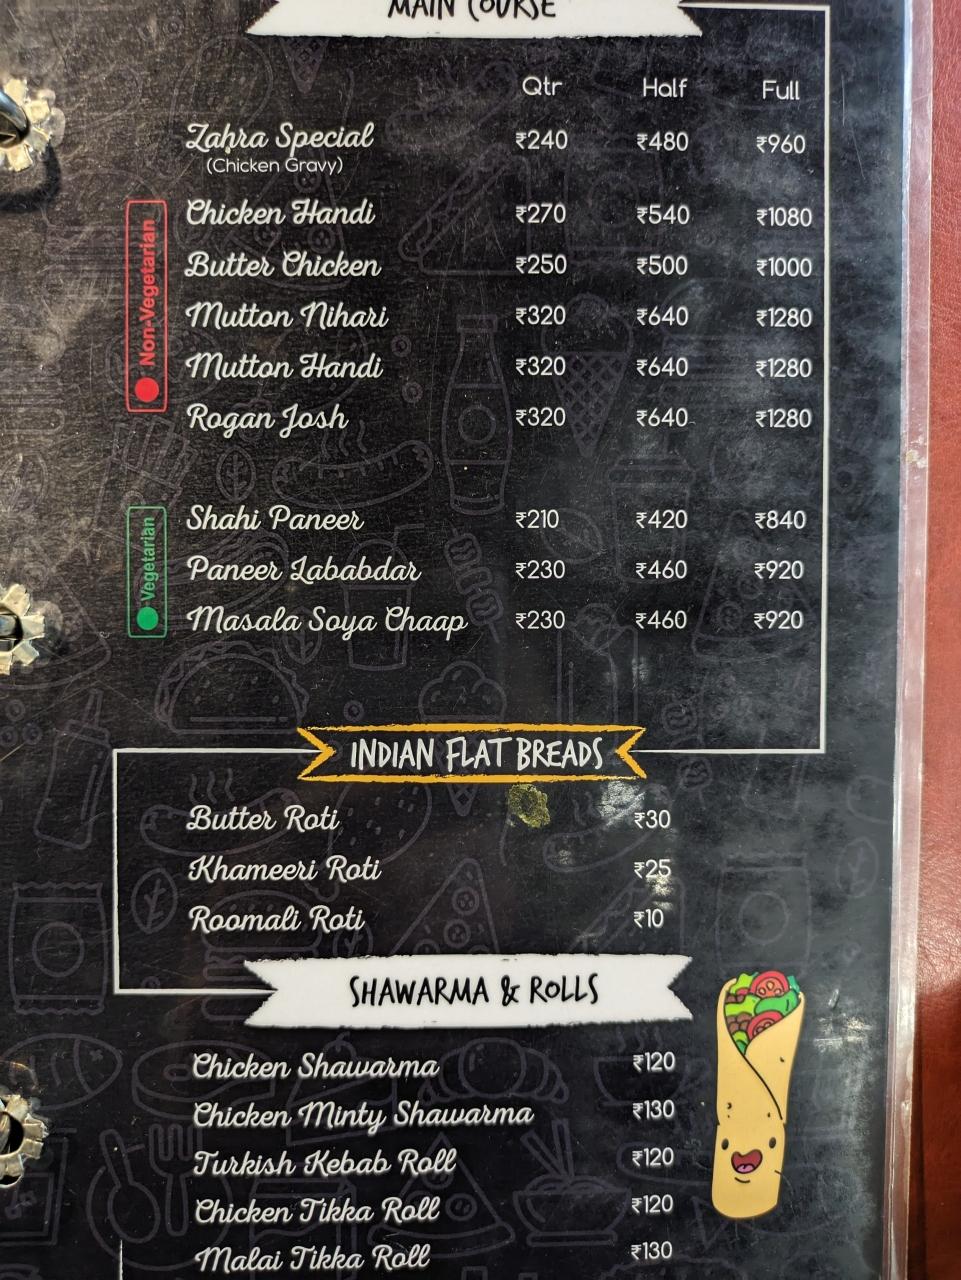 MAIN COURSE
Qtr Half Full
Zahra Special ₹240 ₹480 ₹960
(Chicken Gravy)
Non-Vegetarian
Chicken Handi ₹270 ₹540 ₹1080
Butter Chicken ₹250 ₹500 ₹1000
Mutton Nihari ₹320 ₹640 ₹1280
Mutton Handi ₹320 ₹640 ₹1280
Rogan Josh ₹320 ₹640 ₹1280
Vegetarian
Shahi Paneer ₹210 ₹420 ₹840
Paneer Lababdar ₹230 ₹460 ₹920
Masala Soya Chaap ₹230 ₹460 ₹920
INDIAN FLAT BREADS
Butter Roti ₹30
Khameeri Roti ₹25
Roomali Roti ₹10
SHAWARMA & ROLLS
Chicken Shawarma ₹120
Chicken Minty Shawarma ₹130
Turkish Kebab Roll ₹120
Chicken Tikka Roll ₹120
Malai Tikka Roll ₹130